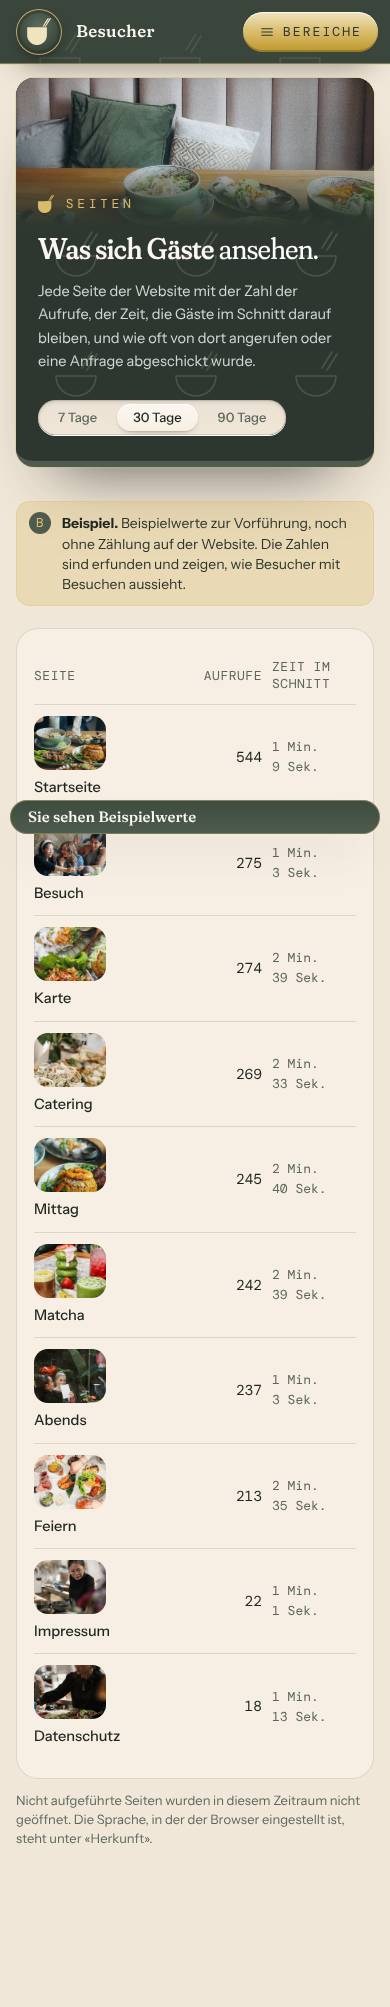 Besucher
BEREICHE
SEITEN
Was sich Gäste ansehen.
Jede Seite der Website mit der Zahl der
Aufrufe, der Zeit, die Gäste im Schnitt darauf
bleiben, und wie oft von dort angerufen oder
eine Anfrage abgeschickt wurde.
7 Tage 30 Tage 90 Tage
B Beispiel. Beispielwerte zur Vorführung, noch
ohne Zählung auf der Website. Die Zahlen
sind erfunden und zeigen, wie Besucher mit
Besuchen aussieht.
SEITE AUFRUFE ZEIT IM
SCHNITT
544 1 Min.
9 Sek.
Startseite
Sie sehen Beispielwerte
275 1 Min.
3 Sek.
Besuch
274 2 Min.
39 Sek.
Karte
269 2 Min.
33 Sek.
Catering
245 2 Min.
40 Sek.
Mittag
242 2 Min.
39 Sek.
Matcha
237 1 Min.
3 Sek.
Abends
213 2 Min.
35 Sek.
Feiern
22 1 Min.
1 Sek.
Impressum
18 1 Min.
13 Sek.
Datenschutz
Nicht aufgeführte Seiten wurden in diesem Zeitraum nicht
geöffnet. Die Sprache, in der der Browser eingestellt ist,
steht unter «Herkunft».